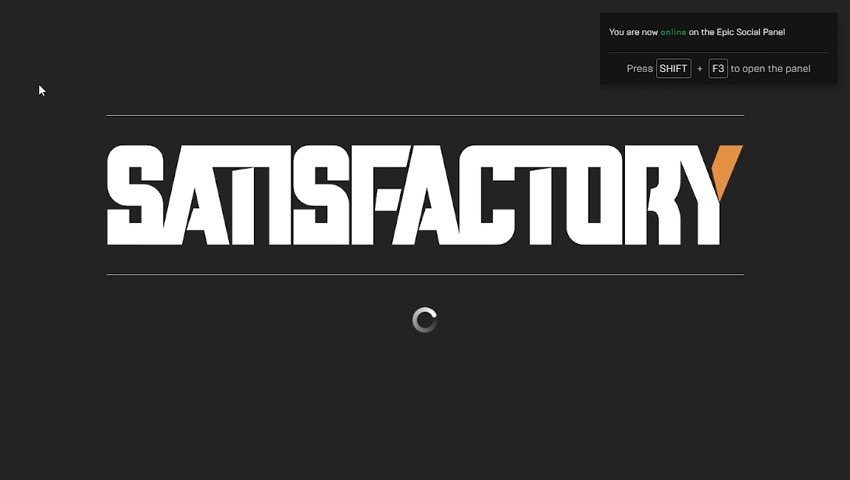 You are now online on the Epic Social Panel
Press SHIFT + F3 to open the panel
SATISFACTORY